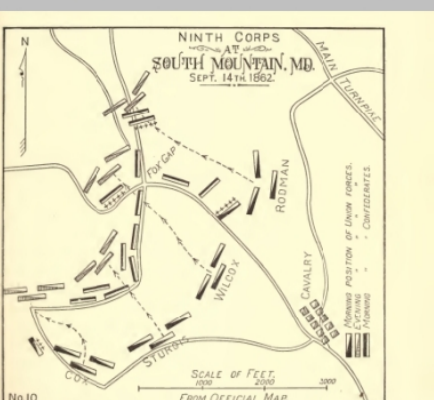 NINTH CORPS
AT
SOUTH MOUNTAIN, MD.
SEPT. 14TH. 1862.
N
MAIN
TURNPIKE
FOX GAP
RODMAN
WILCOX
CAVALRY
STURGIS
COX
MORNING POSITION OF UNION FORCES.
EVENING " " " "
MORNING " " CONFEDERATES.
SCALE OF FEET.
1000 2000 3000
FROM OFFICIAL MAP.
No.10.